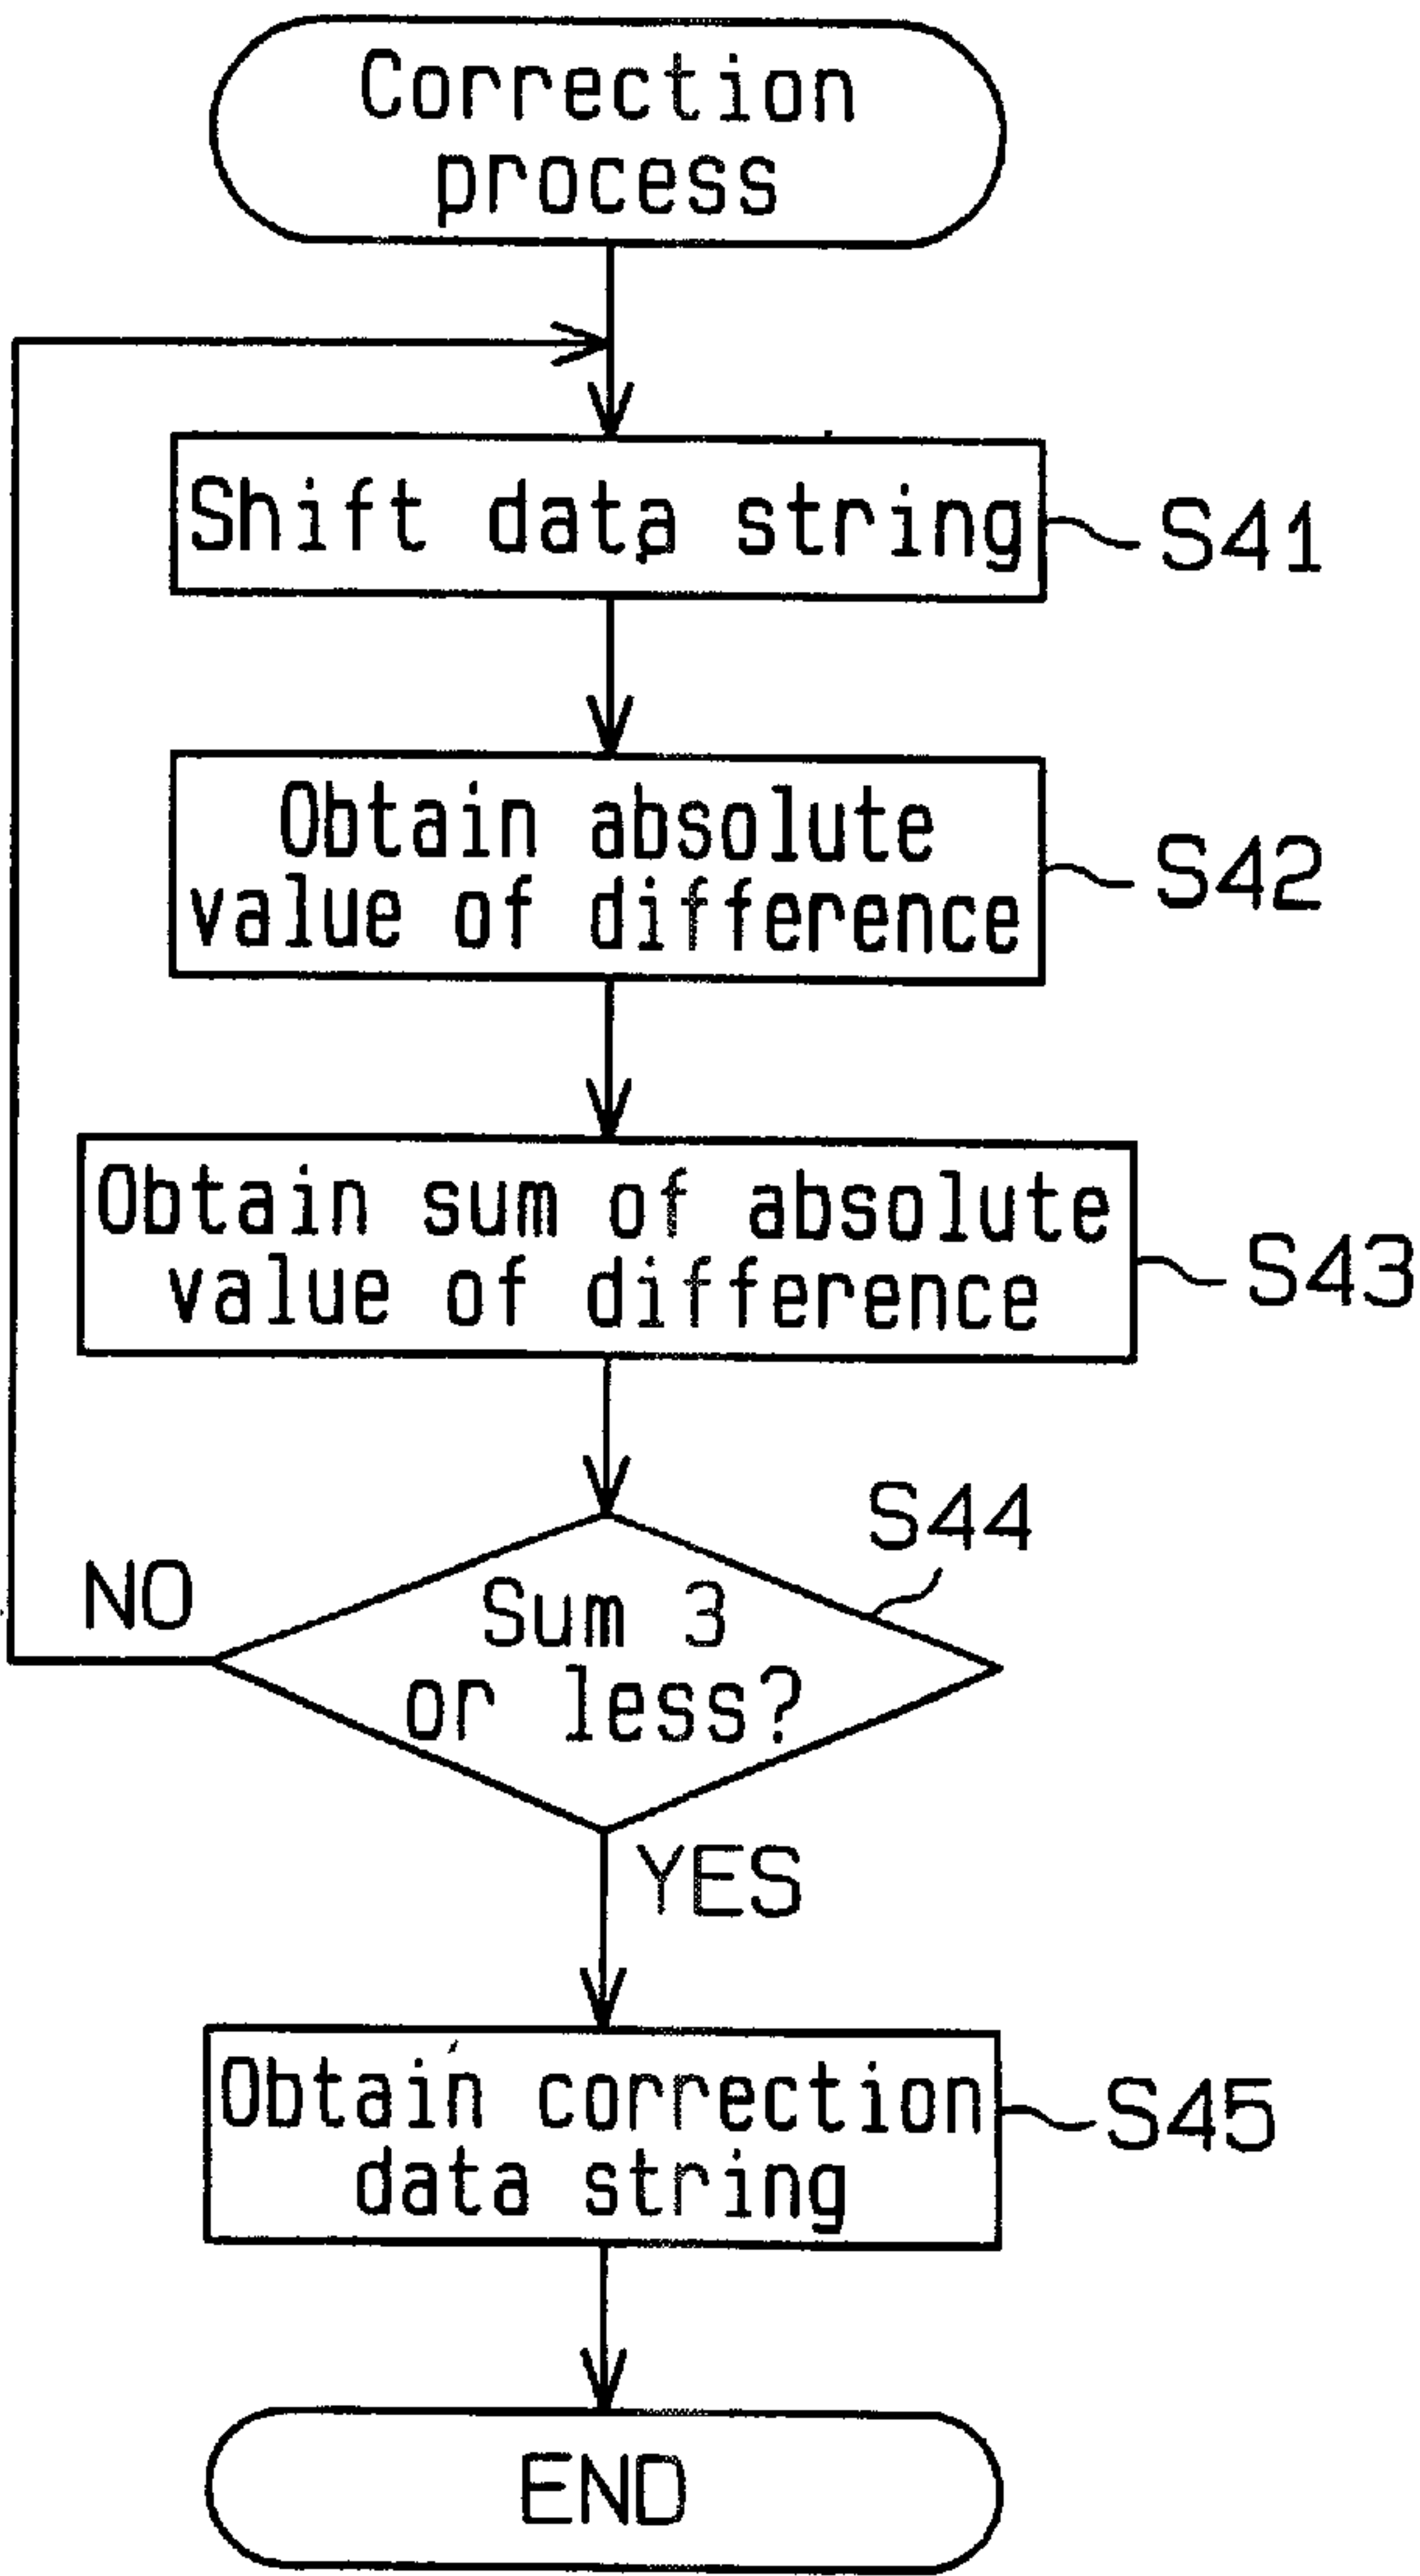 Correction
process
Shift data string
S41
Obtain absolute
value of difference
S42
Obtain sum of absolute
value of difference
S43
S44
Sum 3
or less?
NO
YES
Obtain correction
data string
S45
END